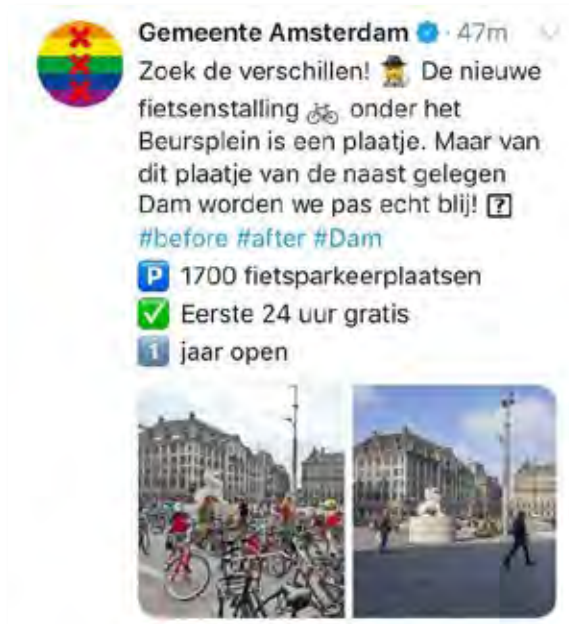 Gemeente Amsterdam · 47m
Zoek de verschillen! De nieuwe
fietsenstalling onder het
Beursplein is een plaatje. Maar van
dit plaatje van de naast gelegen
Dam worden we pas echt blij! ?
#before #after #Dam
P 1700 fietsparkeerplaatsen
Eerste 24 uur gratis
1 jaar open